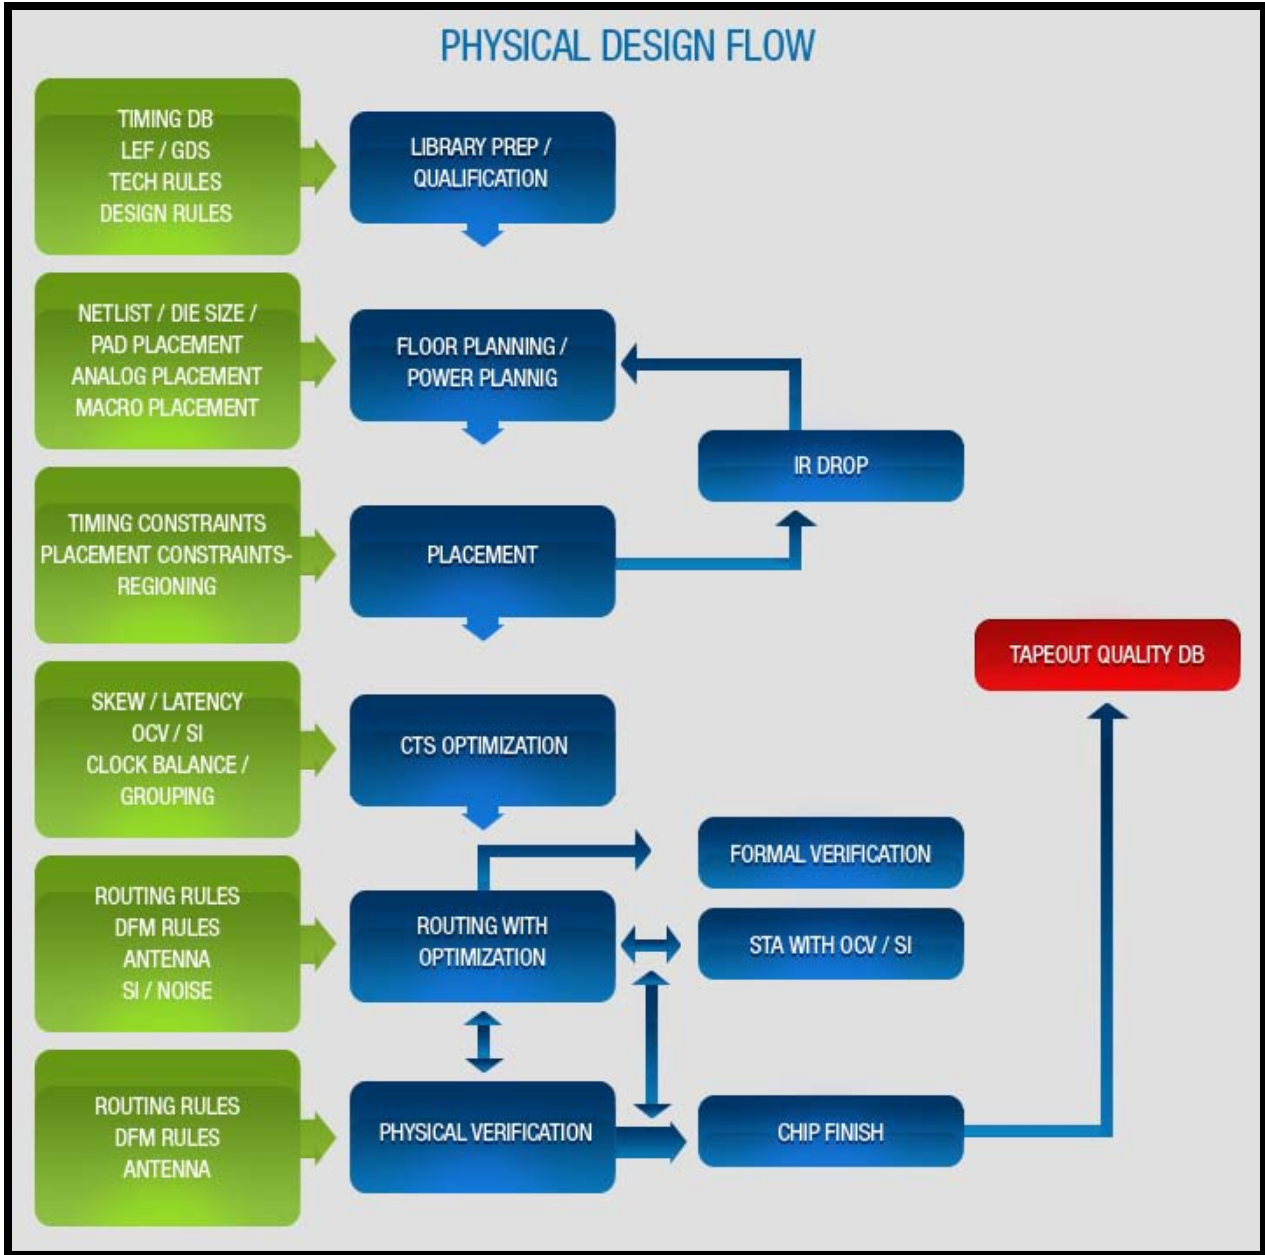 PHYSICAL DESIGN FLOW
TIMING DB
LEF / GDS
TECH RULES
DESIGN RULES
LIBRARY PREP /
QUALIFICATION
NETLIST / DIE SIZE /
PAD PLACEMENT
ANALOG PLACEMENT
MACRO PLACEMENT
FLOOR PLANNING /
POWER PLANNIG
IR DROP
TIMING CONSTRAINTS
PLACEMENT CONSTRAINTS-
REGIONING
PLACEMENT
TAPEOUT QUALITY DB
SKEW / LATENCY
OCV / SI
CLOCK BALANCE /
GROUPING
CTS OPTIMIZATION
FORMAL VERIFICATION
ROUTING RULES
DFM RULES
ANTENNA
SI / NOISE
ROUTING WITH
OPTIMIZATION
STA WITH OCV / SI
ROUTING RULES
DFM RULES
ANTENNA
PHYSICAL VERIFICATION
CHIP FINISH